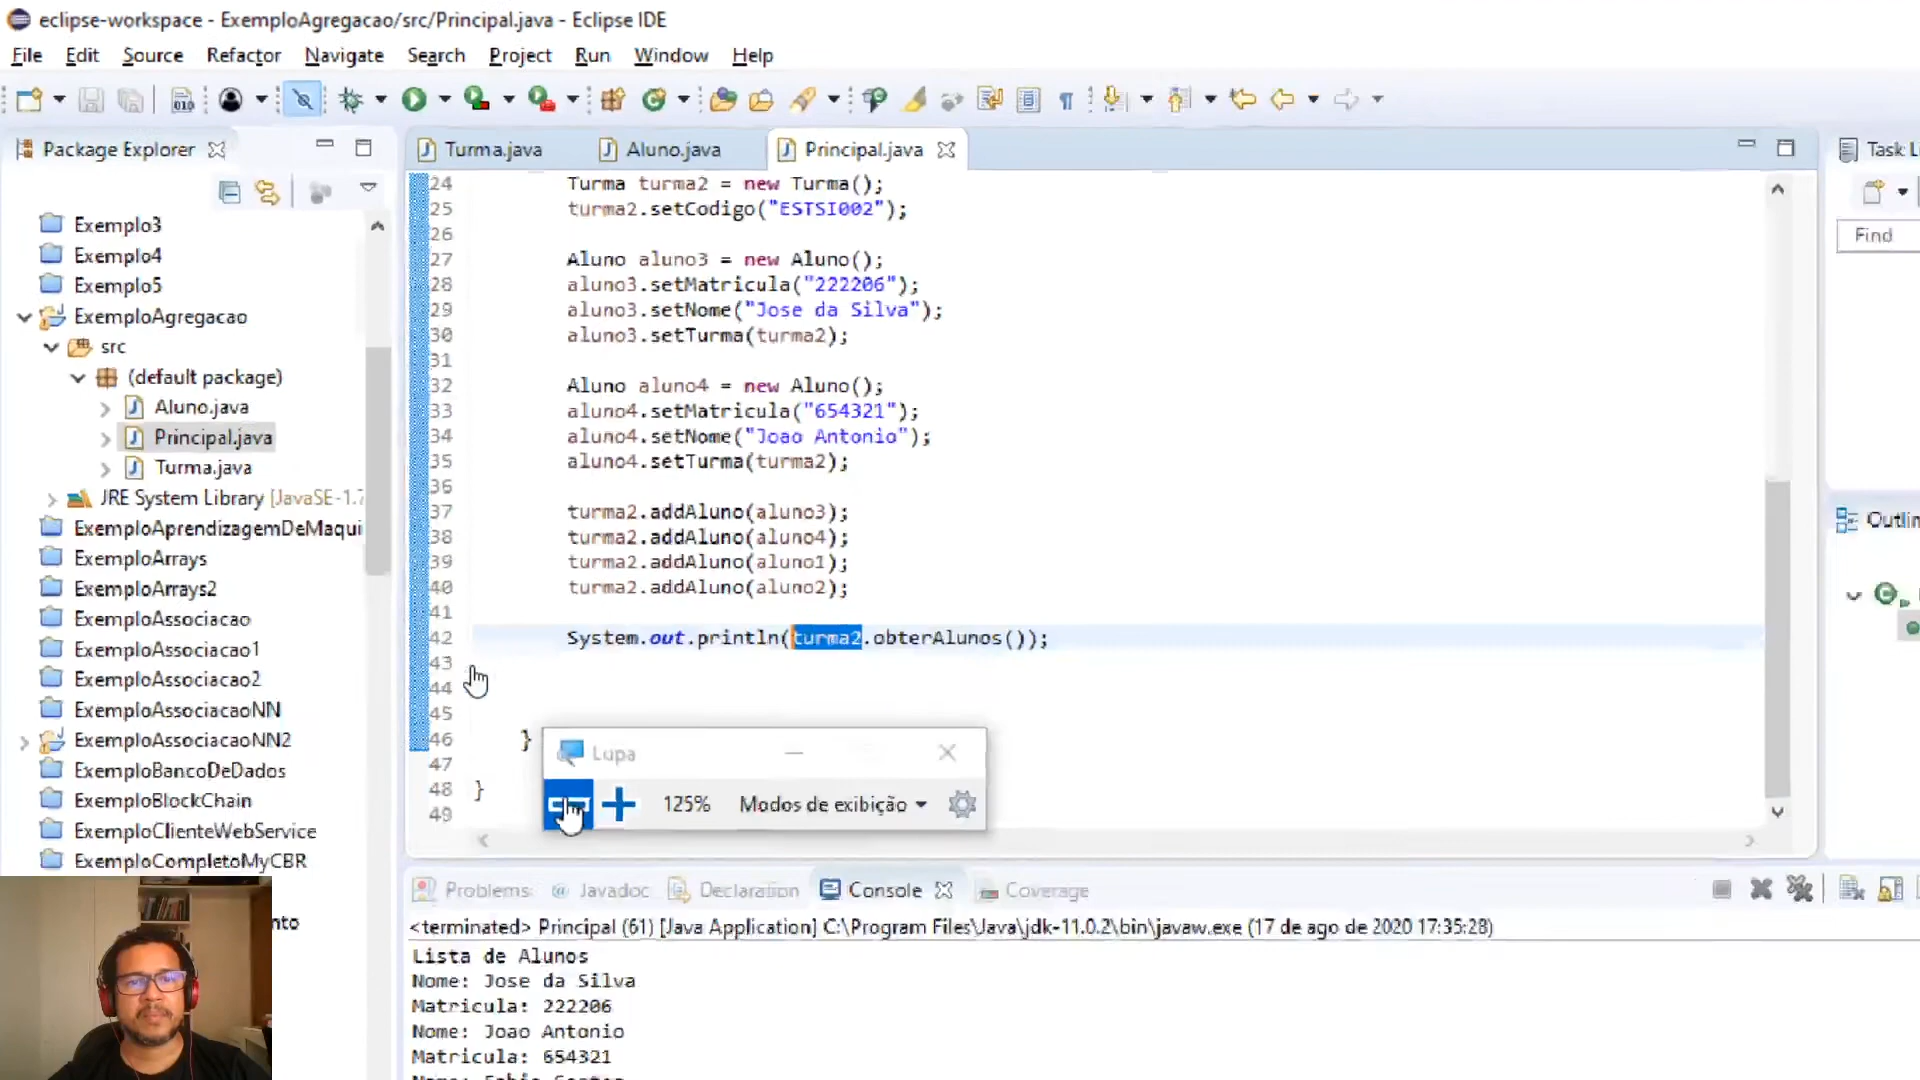 eclipse-workspace - ExemploAgregacao/src/Principal.java - Eclipse IDE
File Edit Source Refactor Navigate Search Project Run Window Help
Package Explorer
Exemplo3
Exemplo4
Exemplo5
ExemploAgregacao
src
(default package)
Aluno.java
Principal.java
Turma.java
JRE System Library [JavaSE-1.7
ExemploAprendizagemDeMaqui
ExemploArrays
ExemploArrays2
ExemploAssociacao
ExemploAssociacao1
ExemploAssociacao2
ExemploAssociacaoNN
ExemploAssociacaoNN2
ExemploBancoDeDados
ExemploBlockChain
ExemploClienteWebService
ExemploCompletoMyCBR
nto
Turma.java Aluno.java Principal.java
24 Turma turma2 = new Turma();
25 turma2.setCodigo("ESTSI002");
26
27 Aluno aluno3 = new Aluno();
28 aluno3.setMatricula("222206");
29 aluno3.setNome("Jose da Silva");
30 aluno3.setTurma(turma2);
31
32 Aluno aluno4 = new Aluno();
33 aluno4.setMatricula("654321");
34 aluno4.setNome("Joao Antonio");
35 aluno4.setTurma(turma2);
36
37 turma2.addAluno(aluno3);
38 turma2.addAluno(aluno4);
39 turma2.addAluno(aluno1);
40 turma2.addAluno(aluno2);
41
42 System.out.println(turma2.obterAlunos());
43
44
45
46 }
47
48 }
49
Lupa
125% Modos de exibição
Task Li
Find
Outlin
Problems Javadoc Declaration Console Coverage
<terminated> Principal (61) [Java Application] C:\Program Files\Java\jdk-11.0.2\bin\javaw.exe (17 de ago de 2020 17:35:28)
Lista de Alunos
Nome: Jose da Silva
Matricula: 222206
Nome: Joao Antonio
Matricula: 654321